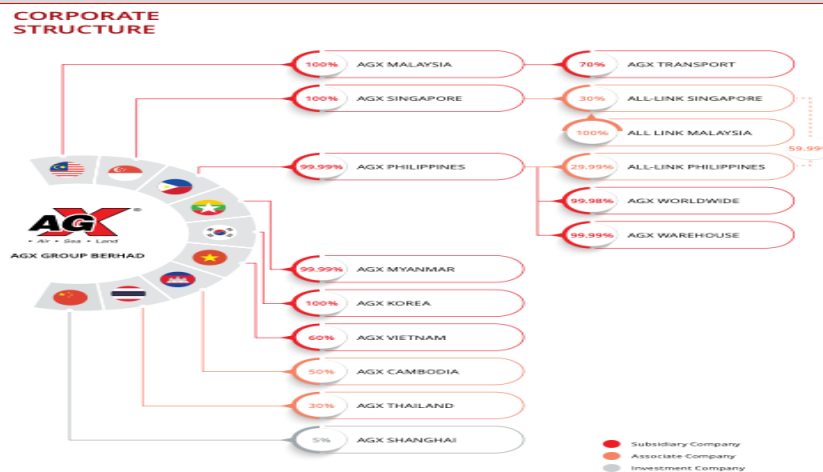 CORPORATE
STRUCTURE
100% AGX MALAYSIA
70% AGX TRANSPORT
100% AGX SINGAPORE
30% ALL-LINK SINGAPORE
100% ALL LINK MALAYSIA
59.99%
99.99% AGX PHILIPPINES
29.99% ALL-LINK PHILIPPINES
99.98% AGX WORLDWIDE
99.99% AGX WAREHOUSE
AGX
®
• Air • Sea • Land
AGX GROUP BERHAD
99.99% AGX MYANMAR
100% AGX KOREA
60% AGX VIETNAM
50% AGX CAMBODIA
30% AGX THAILAND
5% AGX SHANGHAI
Subsidiary Company
Associate Company
Investment Company